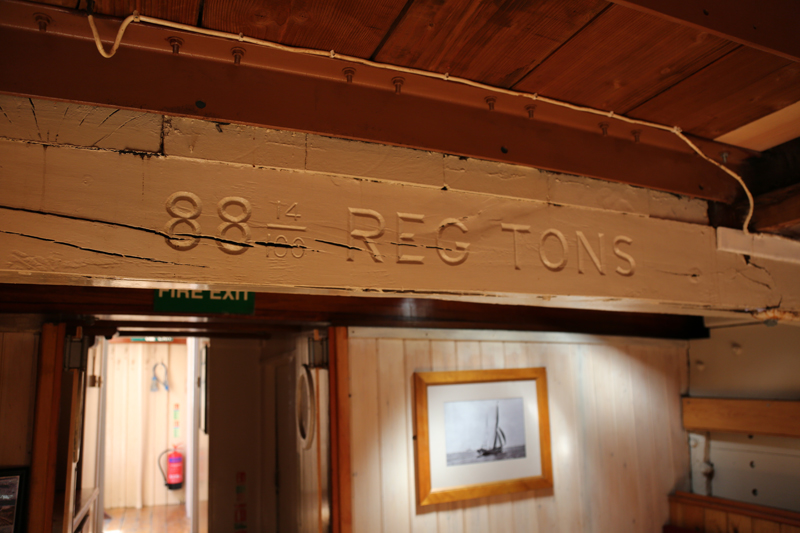 88 14/100 REG TONS
FIRE EXIT